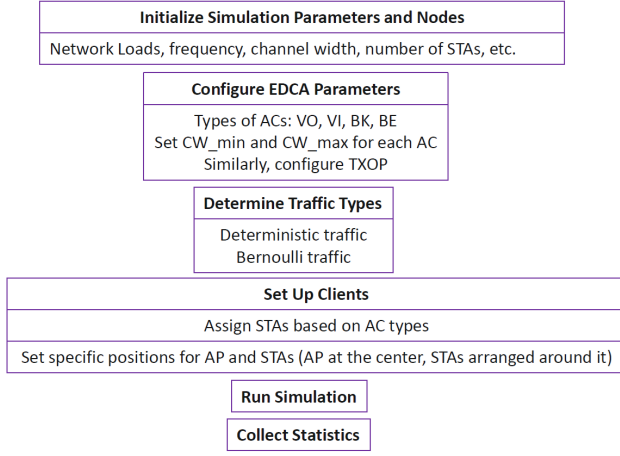 Initialize Simulation Parameters and Nodes
Network Loads, frequency, channel width, number of STAs, etc.
Configure EDCA Parameters
Types of ACs: VO, VI, BK, BE
Set CW_min and CW_max for each AC
Similarly, configure TXOP
Determine Traffic Types
Deterministic traffic
Bernoulli traffic
Set Up Clients
Assign STAs based on AC types
Set specific positions for AP and STAs (AP at the center, STAs arranged around it)
Run Simulation
Collect Statistics